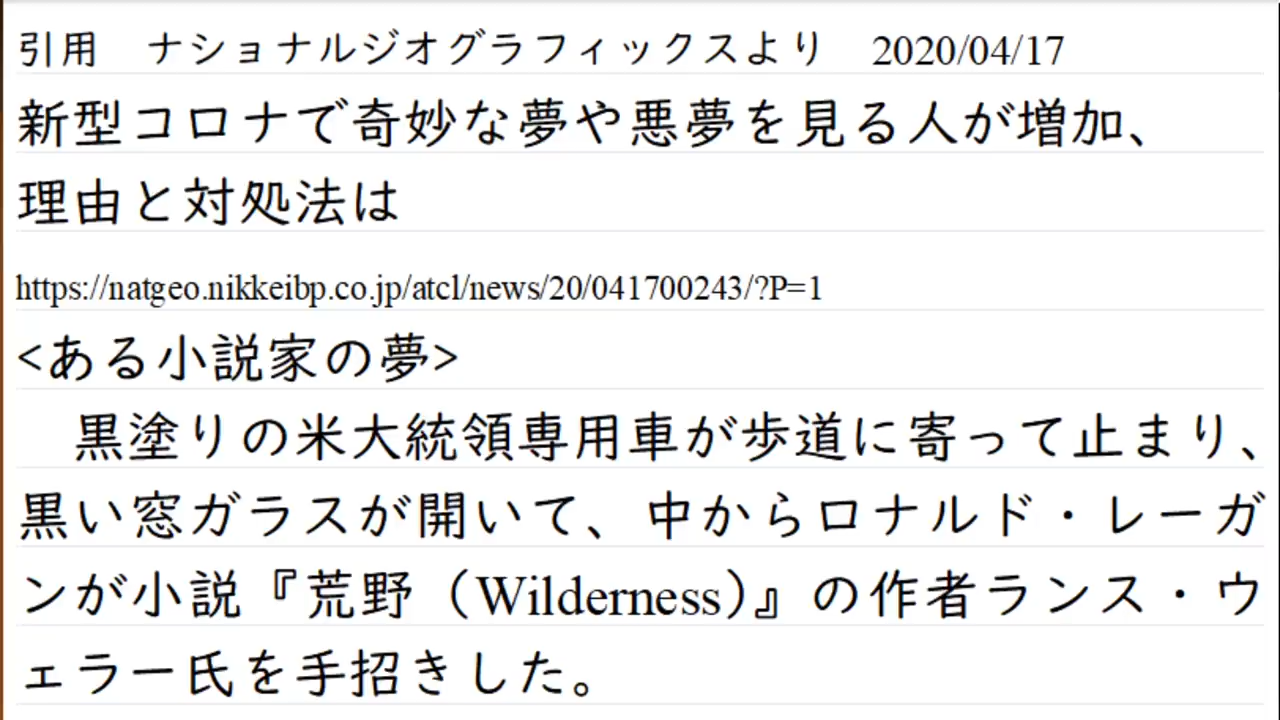 引用　ナショナルジオグラフィックスより　2020/04/17
新型コロナで奇妙な夢や悪夢を見る人が増加、
理由と対処法は
https://natgeo.nikkeibp.co.jp/atcl/news/20/041700243/?P=1
<ある小説家の夢>
　黒塗りの米大統領専用車が歩道に寄って止まり、
黒い窓ガラスが開いて、中からロナルド・レーガ
ンが小説『荒野（Wilderness）』の作者ランス・ウ
ェラー氏を手招きした。